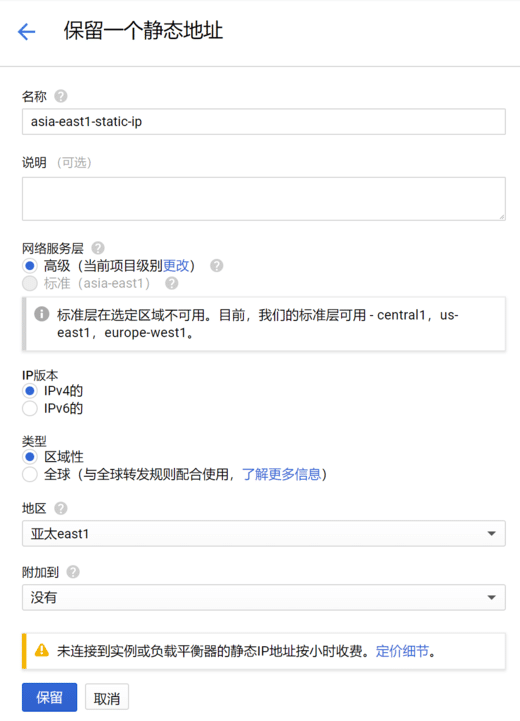 保留一个静态地址
名称
asia-east1-static-ip
说明 （可选）
网络服务层
高级（当前项目级别更改）
标准（asia-east1）
标准层在选定区域不可用。目前，我们的标准层可用 - central1，us-
east1，europe-west1。
IP版本
IPv4的
IPv6的
类型
区域性
全球（与全球转发规则配合使用，了解更多信息）
地区
亚太east1
附加到
没有
未连接到实例或负载平衡器的静态IP地址按小时收费。定价细节。
保留 取消